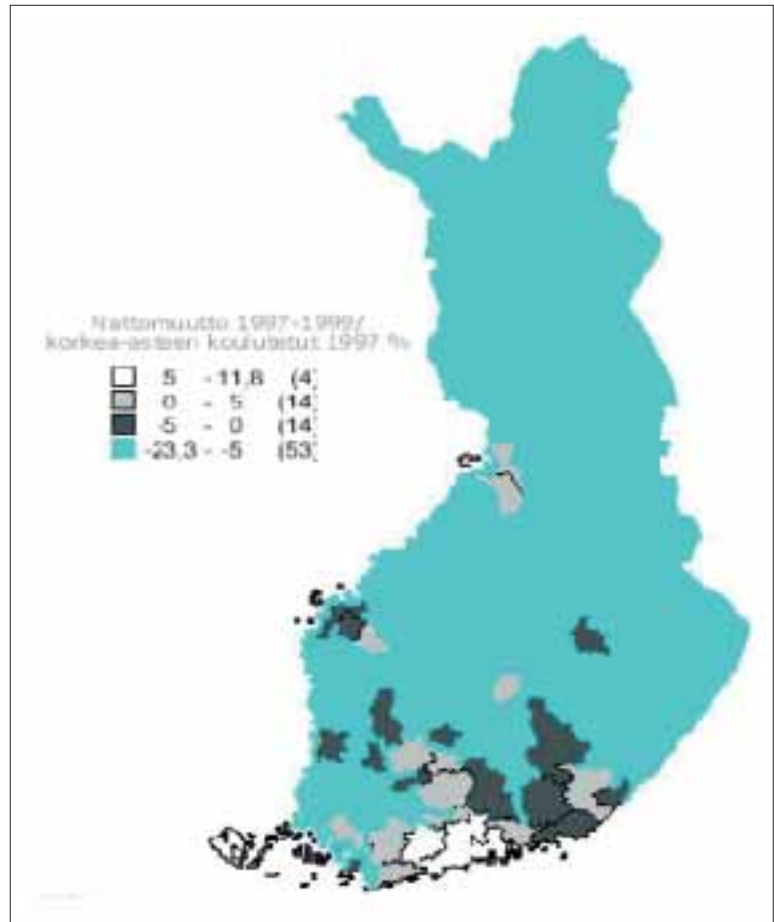 Nettomuutto 1997-1999/
korkea-asteen koulutetut 1997 %
5 - 11,8 (4)
0 - 5 (14)
-5 - 0 (14)
-23,3 - -5 (53)